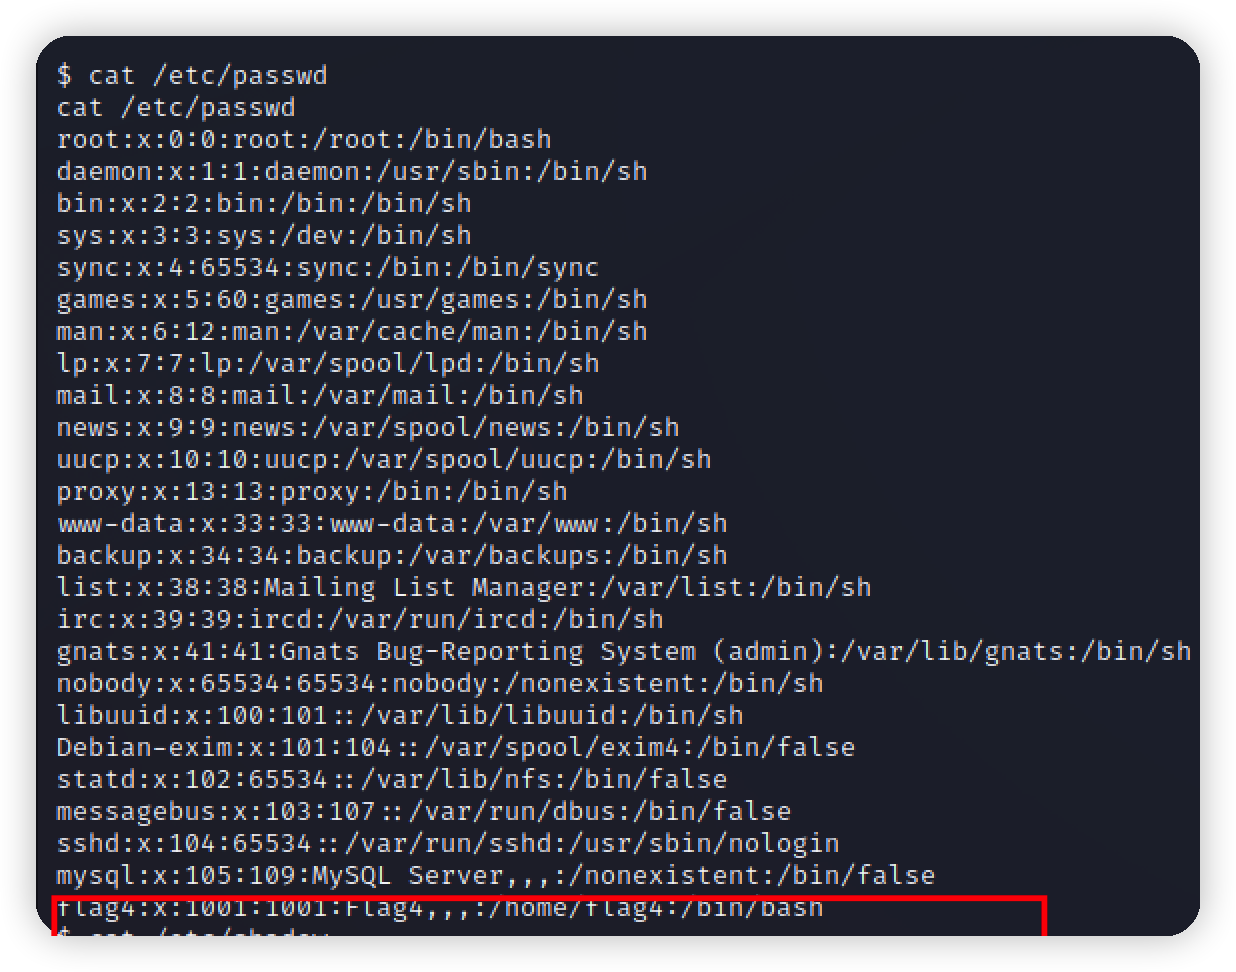 $ cat /etc/passwd
cat /etc/passwd
root:x:0:0:root:/root:/bin/bash
daemon:x:1:1:daemon:/usr/sbin:/bin/sh
bin:x:2:2:bin:/bin:/bin/sh
sys:x:3:3:sys:/dev:/bin/sh
sync:x:4:65534:sync:/bin:/bin/sync
games:x:5:60:games:/usr/games:/bin/sh
man:x:6:12:man:/var/cache/man:/bin/sh
lp:x:7:7:lp:/var/spool/lpd:/bin/sh
mail:x:8:8:mail:/var/mail:/bin/sh
news:x:9:9:news:/var/spool/news:/bin/sh
uucp:x:10:10:uucp:/var/spool/uucp:/bin/sh
proxy:x:13:13:proxy:/bin:/bin/sh
www-data:x:33:33:www-data:/var/www:/bin/sh
backup:x:34:34:backup:/var/backups:/bin/sh
list:x:38:38:Mailing List Manager:/var/list:/bin/sh
irc:x:39:39:ircd:/var/run/ircd:/bin/sh
gnats:x:41:41:Gnats Bug-Reporting System (admin):/var/lib/gnats:/bin/sh
nobody:x:65534:65534:nobody:/nonexistent:/bin/sh
libuuid:x:100:101::/var/lib/libuuid:/bin/sh
Debian-exim:x:101:104::/var/spool/exim4:/bin/false
statd:x:102:65534::/var/lib/nfs:/bin/false
messagebus:x:103:107::/var/run/dbus:/bin/false
sshd:x:104:65534::/var/run/sshd:/usr/sbin/nologin
mysql:x:105:109:MySQL Server,,,:/nonexistent:/bin/false
flag4:x:1001:1001:Flag4,,,:/home/flag4:/bin/bash
$ cat /etc/shadow